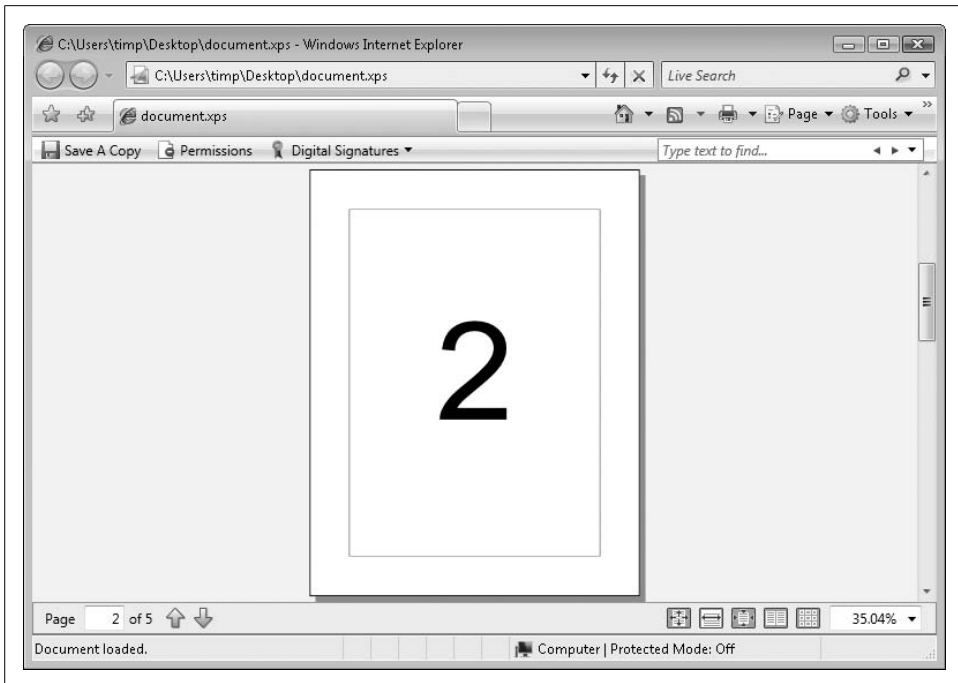 C:\Users\timp\Desktop\document.xps - Windows Internet Explorer
C:\Users\timp\Desktop\document.xps Live Search
document.xps Page Tools »
Save A Copy Permissions Digital Signatures Type text to find...
2
Page 2 of 5 35.04%
Document loaded. Computer | Protected Mode: Off